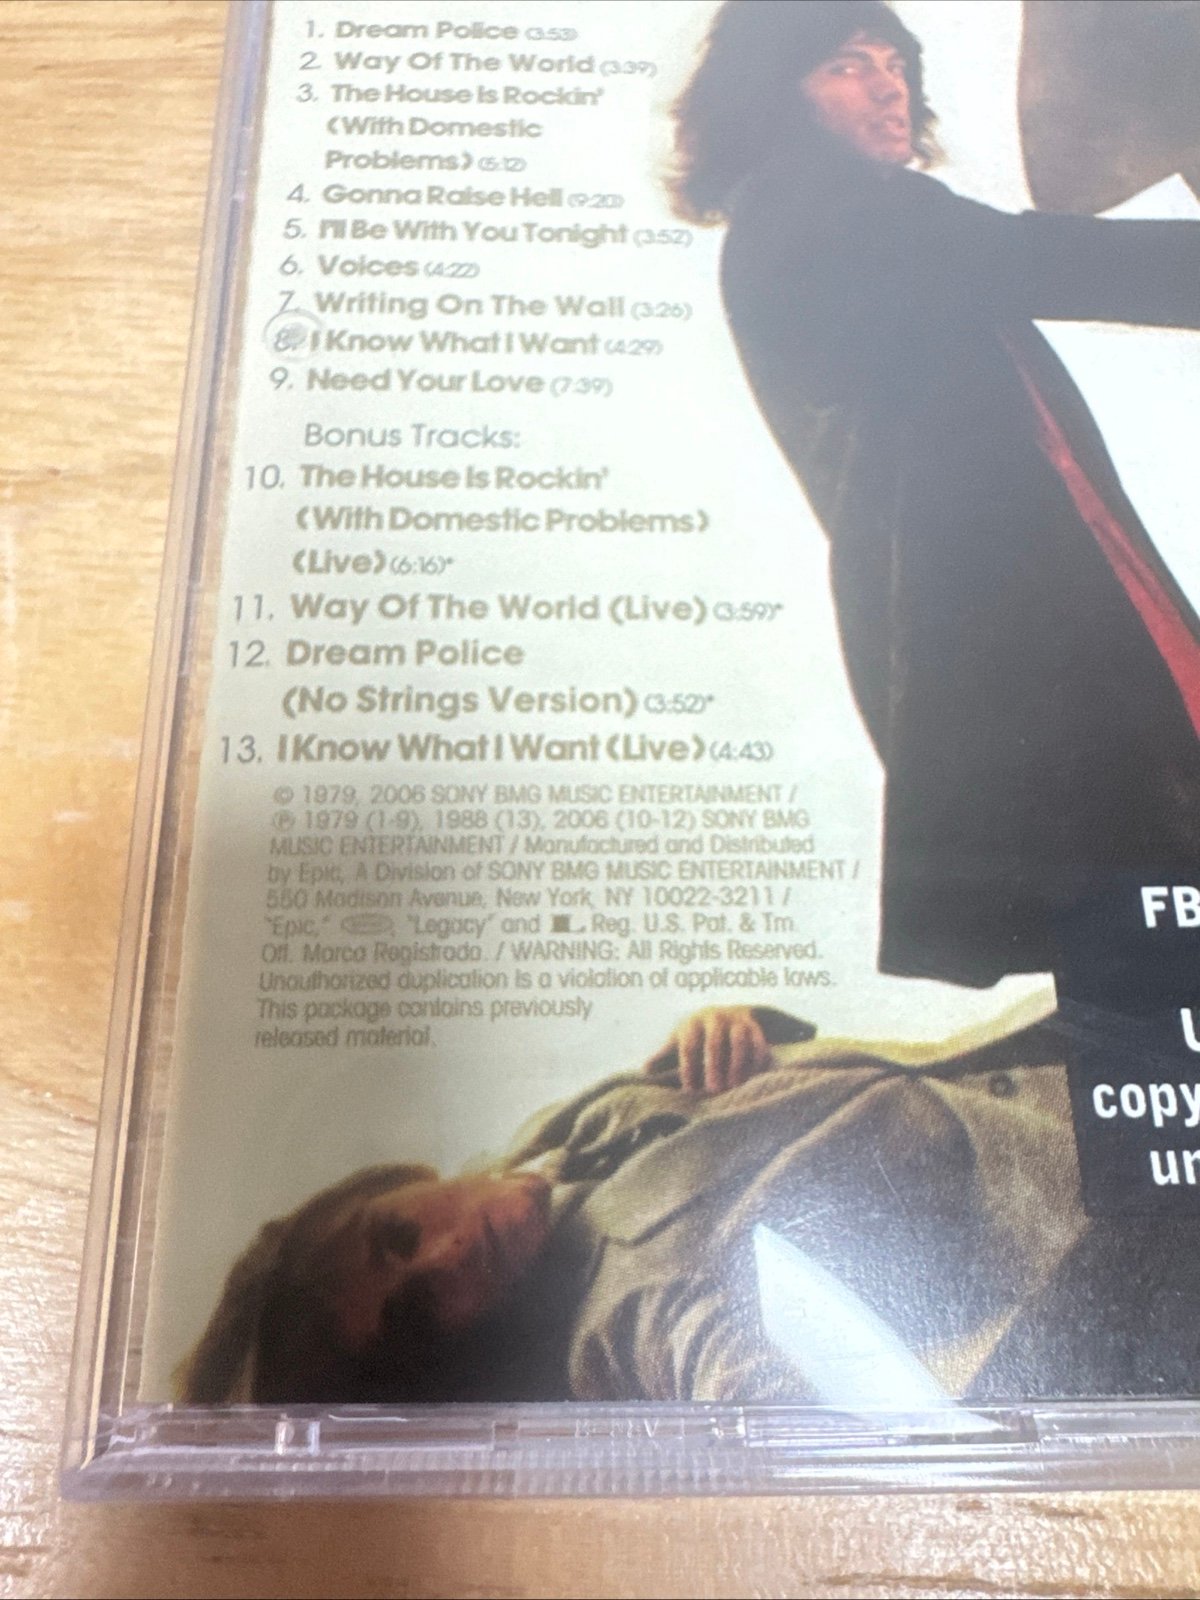 1. Dream Police (3:53)
2. Way Of The World (3:39)
3. The House Is Rockin'
(With Domestic
Problems) (5:12)
4. Gonna Raise Hell (9:20)
5. I'll Be With You Tonight (3:52)
6. Voices (4:22)
7. Writing On The Wall (3:26)
8. I Know What I Want (4:29)
9. Need Your Love (7:39)
Bonus Tracks:
10. The House Is Rockin'
(With Domestic Problems)
(Live) (6:16)*
11. Way Of The World (Live) (3:59)*
12. Dream Police
(No Strings Version) (3:52)*
13. I Know What I Want (Live) (4:43)
© 1979, 2006 SONY BMG MUSIC ENTERTAINMENT /
℗ 1979 (1-9), 1988 (13), 2006 (10-12) SONY BMG
MUSIC ENTERTAINMENT / Manufactured and Distributed
by Epic, A Division of SONY BMG MUSIC ENTERTAINMENT /
550 Madison Avenue, New York, NY 10022-3211 /
"Epic," "Legacy" and L Reg. U.S. Pat. & Tm.
Off. Marca Registrada. / WARNING: All Rights Reserved.
Unauthorized duplication is a violation of applicable laws.
This package contains previously
released material.
FB
U
copy
un